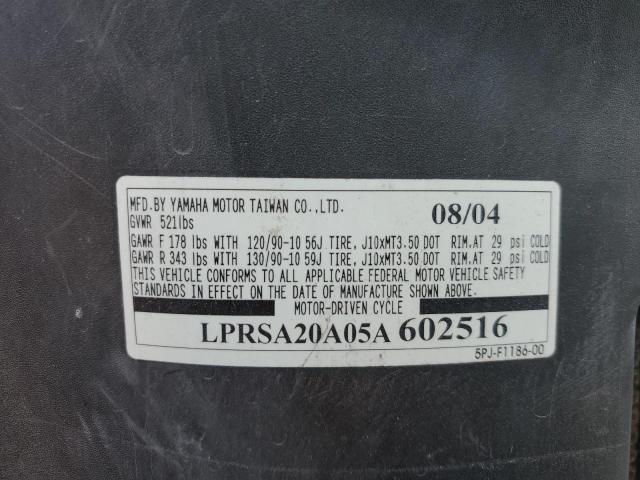 MFD.BY YAMAHA MOTOR TAIWAN CO.,LTD.
GVWR 521lbs
08/04
GAWR F 178 lbs WITH 120/90-10 56J TIRE, J10xMT3.50 DOT RIM.AT 29 psi COLD
GAWR R 343 lbs WITH 130/90-10 59J TIRE, J10xMT3.50 DOT RIM.AT 29 psi COLD
THIS VEHICLE CONFORMS TO ALL APPLICABLE FEDERAL MOTOR VEHICLE SAFETY
STANDARDS IN EFFECT ON THE DATE OF MANUFACTURE SHOWN ABOVE.
MOTOR-DRIVEN CYCLE
LPRSA20A05A602516
5PJ-F1186-00